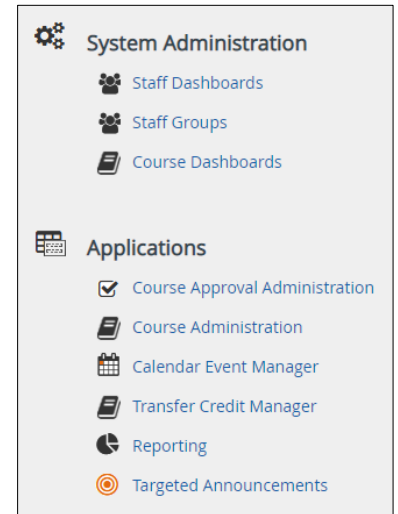 System Administration
Staff Dashboards
Staff Groups
Course Dashboards
Applications
Course Approval Administration
Course Administration
Calendar Event Manager
Transfer Credit Manager
Reporting
Targeted Announcements